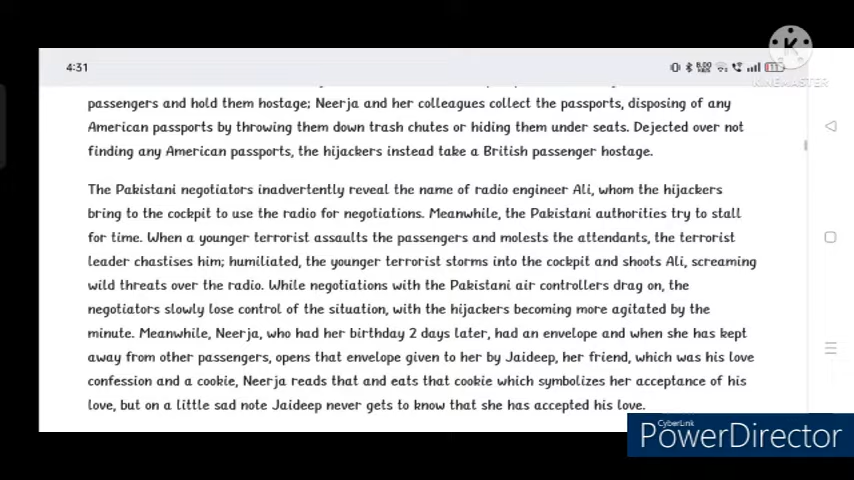 4:31
KINEMASTER
passengers and hold them hostage; Neerja and her colleagues collect the passports, disposing of any
American passports by throwing them down trash chutes or hiding them under seats. Dejected over not
finding any American passports, the hijackers instead take a British passenger hostage.
The Pakistani negotiators inadvertently reveal the name of radio engineer Ali, whom the hijackers
bring to the cockpit to use the radio for negotiations. Meanwhile, the Pakistani authorities try to stall
for time. When a younger terrorist assaults the passengers and molests the attendants, the terrorist
leader chastises him; humiliated, the younger terrorist storms into the cockpit and shoots Ali, screaming
wild threats over the radio. While negotiations with the Pakistani air controllers drag on, the
negotiators slowly lose control of the situation, with the hijackers becoming more agitated by the
minute. Meanwhile, Neerja, who had her birthday 2 days later, had an envelope and when she has kept
away from other passengers, opens that envelope given to her by Jaideep, her friend, which was his love
confession and a cookie, Neerja reads that and eats that cookie which symbolizes her acceptance of his
love, but on a little sad note Jaideep never gets to know that she has accepted his love.
CyberLink
PowerDirector